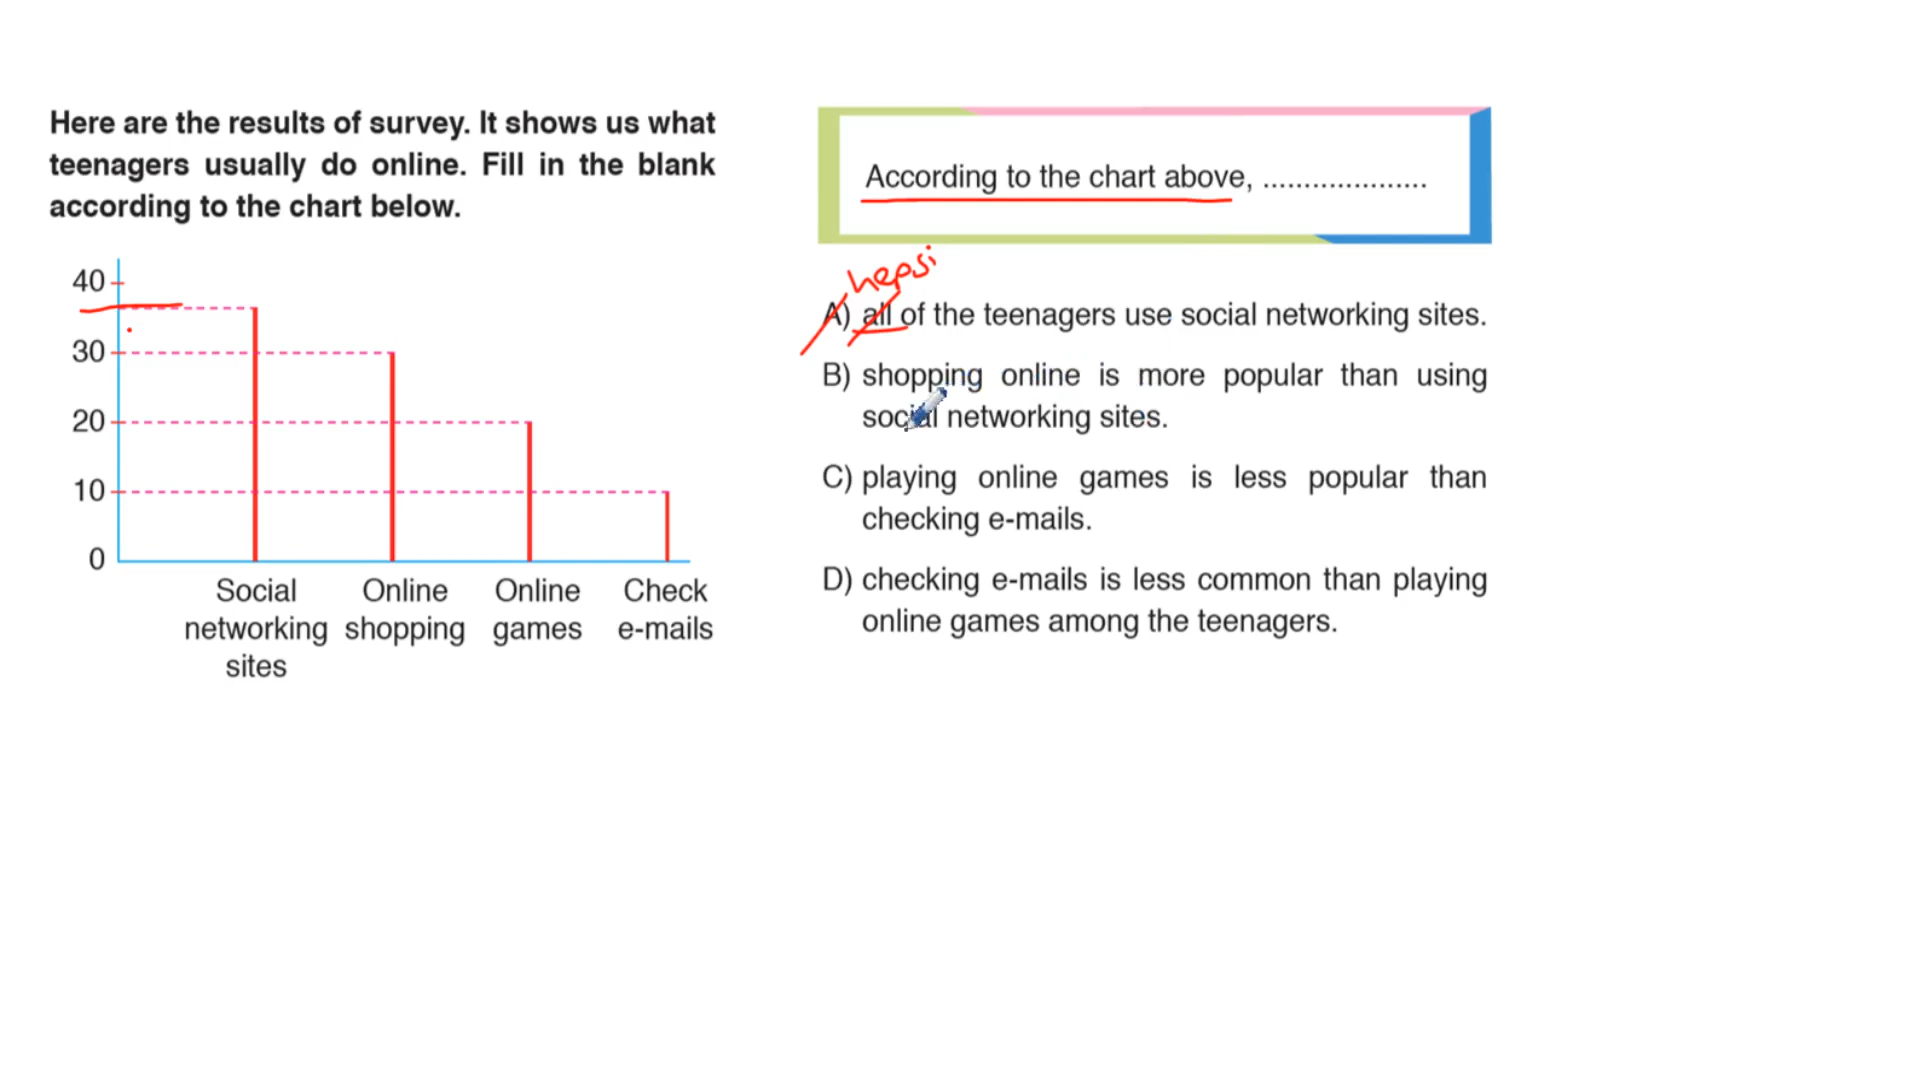 Here are the results of survey. It shows us what
teenagers usually do online. Fill in the blank
according to the chart below.
40
30
20
10
0
Social networking sites
Online shopping
Online games
Check e-mails
According to the chart above, ....................
hepsi
A) all of the teenagers use social networking sites.
B) shopping online is more popular than using
social networking sites.
C) playing online games is less popular than
checking e-mails.
D) checking e-mails is less common than playing
online games among the teenagers.